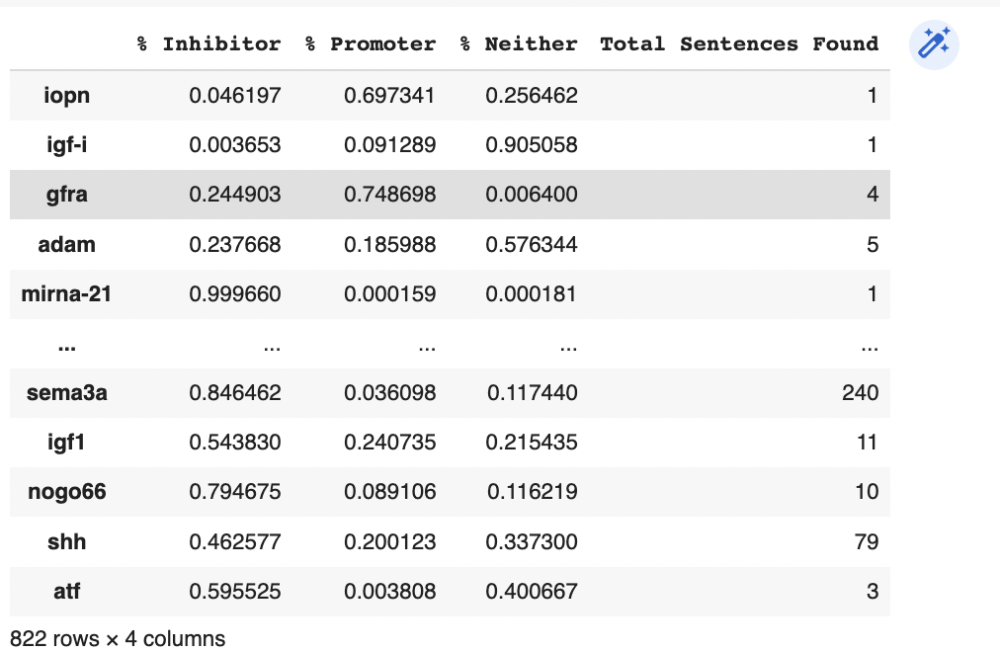 % Inhibitor % Promoter % Neither Total Sentences Found
iopn 0.046197 0.697341 0.256462 1
igf-i 0.003653 0.091289 0.905058 1
gfra 0.244903 0.748698 0.006400 4
adam 0.237668 0.185988 0.576344 5
mirna-21 0.999660 0.000159 0.000181 1
... ... ... ... ...
sema3a 0.846462 0.036098 0.117440 240
igf1 0.543830 0.240735 0.215435 11
nogo66 0.794675 0.089106 0.116219 10
shh 0.462577 0.200123 0.337300 79
atf 0.595525 0.003808 0.400667 3
822 rows × 4 columns